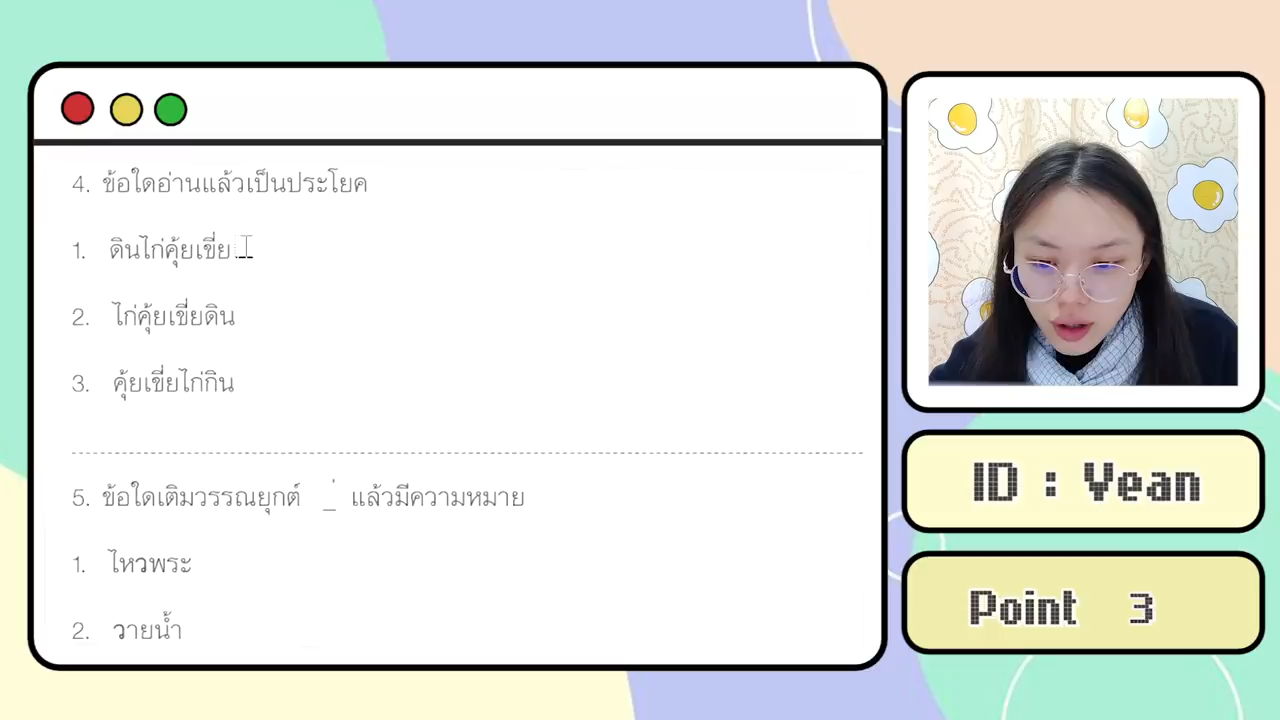 4. ข้อใดอ่านแล้วเป็นประโยค
1. ดินไก่คุ้ยเขี่ย
2. ไก่คุ้ยเขี่ยดิน
3. คุ้ยเขี่ยไก่กิน
5. ข้อใดเติมวรรณยุกต์ _่ แล้วมีความหมาย
1. ไหวพระ
2. วายน้ำ
ID : Vean
Point 3